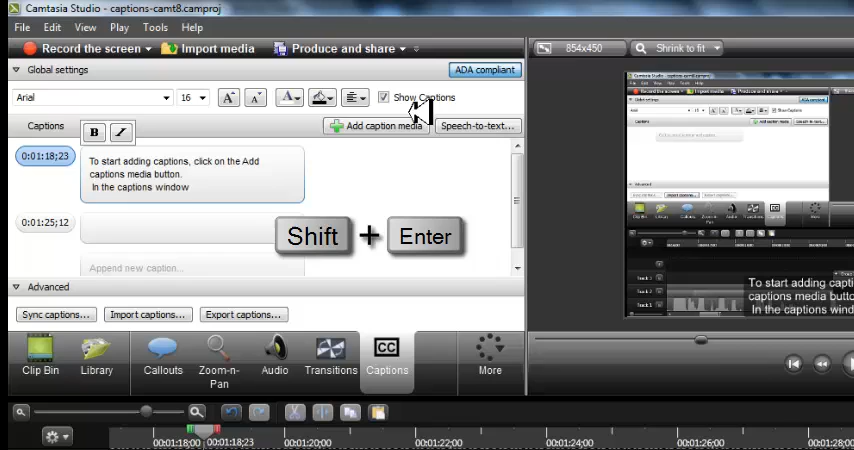 Camtasia Studio - captions-camt8.camproj
File Edit View Play Tools Help
Record the screen Import media Produce and share
854x450 Shrink to fit
Global settings ADA compliant
Arial 16 A A A Show Captions
Captions B I Add caption media Speech-to-text...
0:01:18;23
To start adding captions, click on the Add
captions media button.
In the captions window
0:01:25;12
Shift + Enter
Append new caption...
Advanced
Sync captions... Import captions... Export captions...
CC
Clip Bin Library Callouts Zoom-n-
Pan Audio Transitions Captions More
To start adding capti
captions media butto
In the captions windo
00:01:18;00 00:01:18;23 00:01:20;00 00:01:22;00 00:01:24;00 00:01:26;00 00:01:28;00